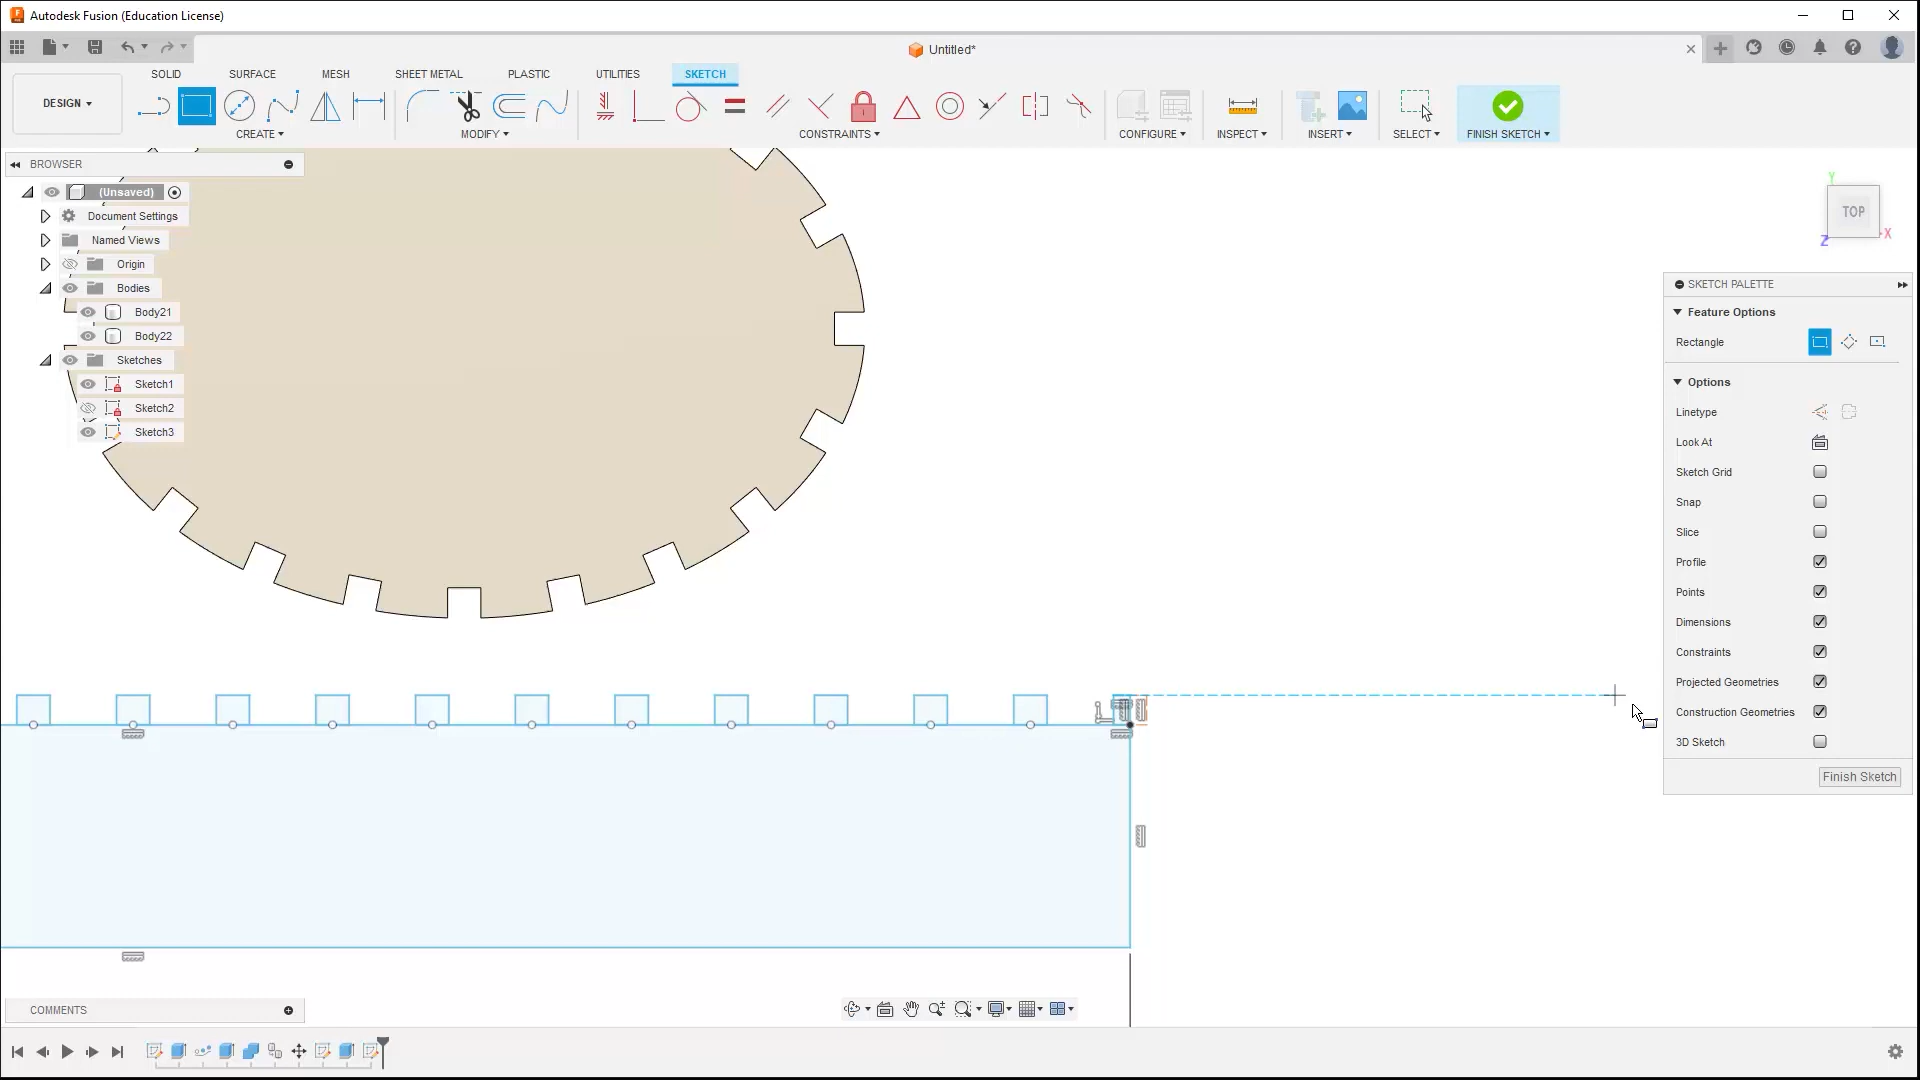 Autodesk Fusion (Education License)
Untitled*
DESIGN
SOLID
SURFACE
MESH
SHEET METAL
PLASTIC
UTILITIES
SKETCH
CREATE
MODIFY
CONSTRAINTS
CONFIGURE
INSPECT
INSERT
SELECT
FINISH SKETCH
BROWSER
(Unsaved)
Document Settings
Named Views
Origin
Bodies
Body21
Body22
Sketches
Sketch1
Sketch2
Sketch3
Y
TOP
X
Z
SKETCH PALETTE
Feature Options
Rectangle
Options
Linetype
Look At
Sketch Grid
Snap
Slice
Profile
Points
Dimensions
Constraints
Projected Geometries
Construction Geometries
3D Sketch
Finish Sketch
COMMENTS